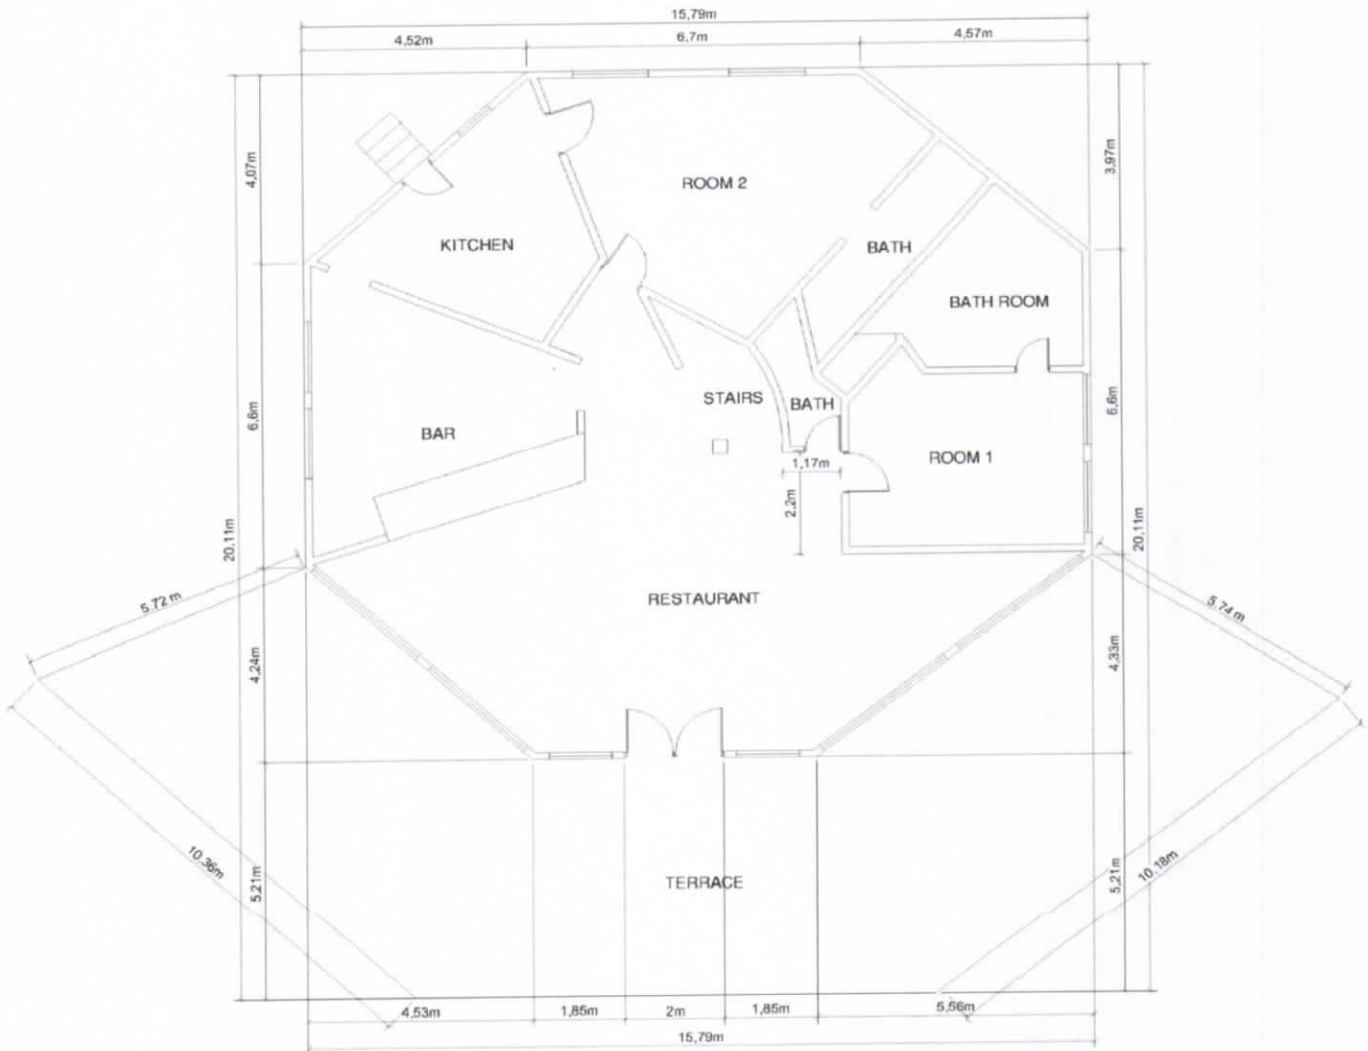 15,79m
4,52m
6,7m
4,57m
4,07m
3,97m
ROOM 2
KITCHEN
BATH
BATH ROOM
STAIRS
BATH
6,6m
6,6m
BAR
ROOM 1
1,17m
2,2m
20,11m
20,11m
5,72 m
RESTAURANT
5,74 m
4,24m
4,33m
10,36m
5,21m
TERRACE
5,21m
10,18m
4,53m
1,85m
2m
1,85m
5,56m
15,79m